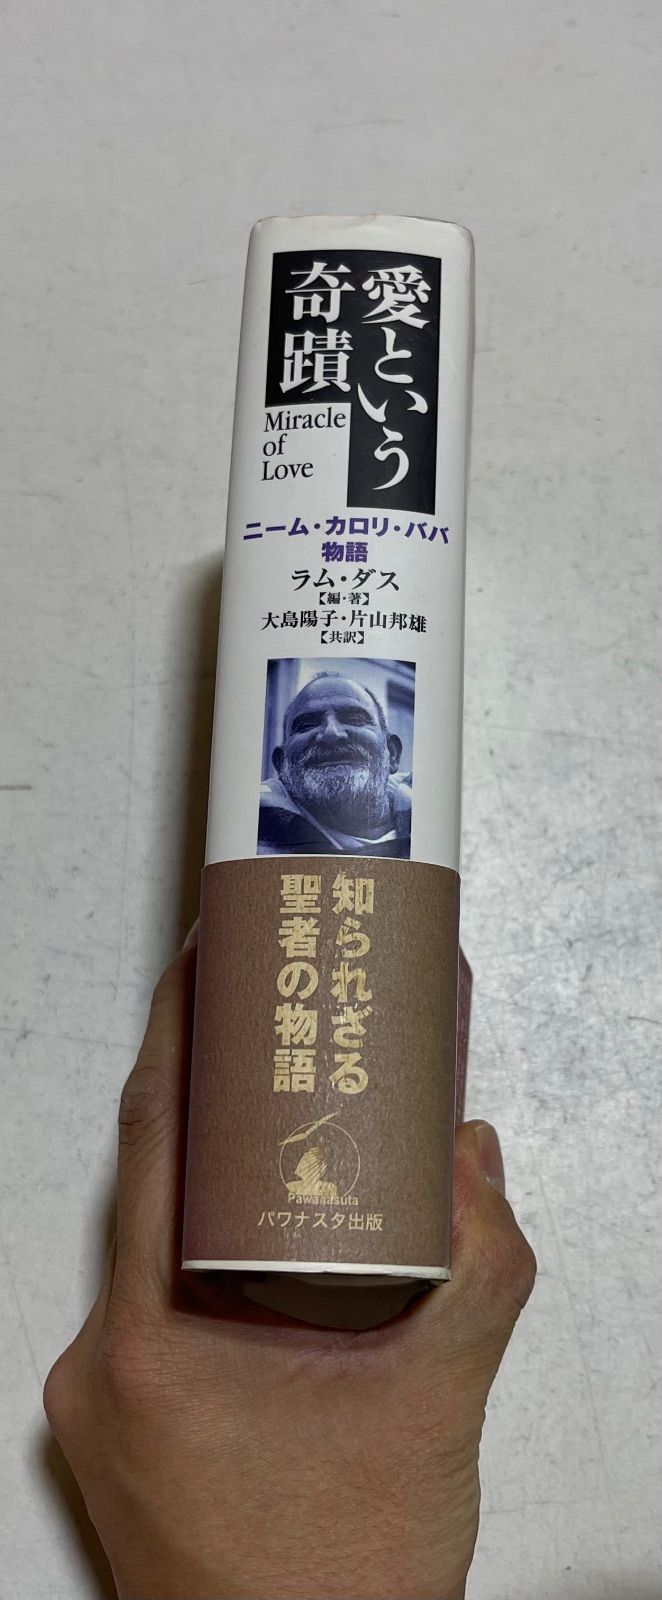 愛という
奇蹟
Miracle
of
Love
ニーム・カロリ・ババ
物語
ラム・ダス
【編・著】
大島陽子・片山邦雄
【共訳】
知られざる
聖者の物語
Pawanasuta
パワナスタ出版